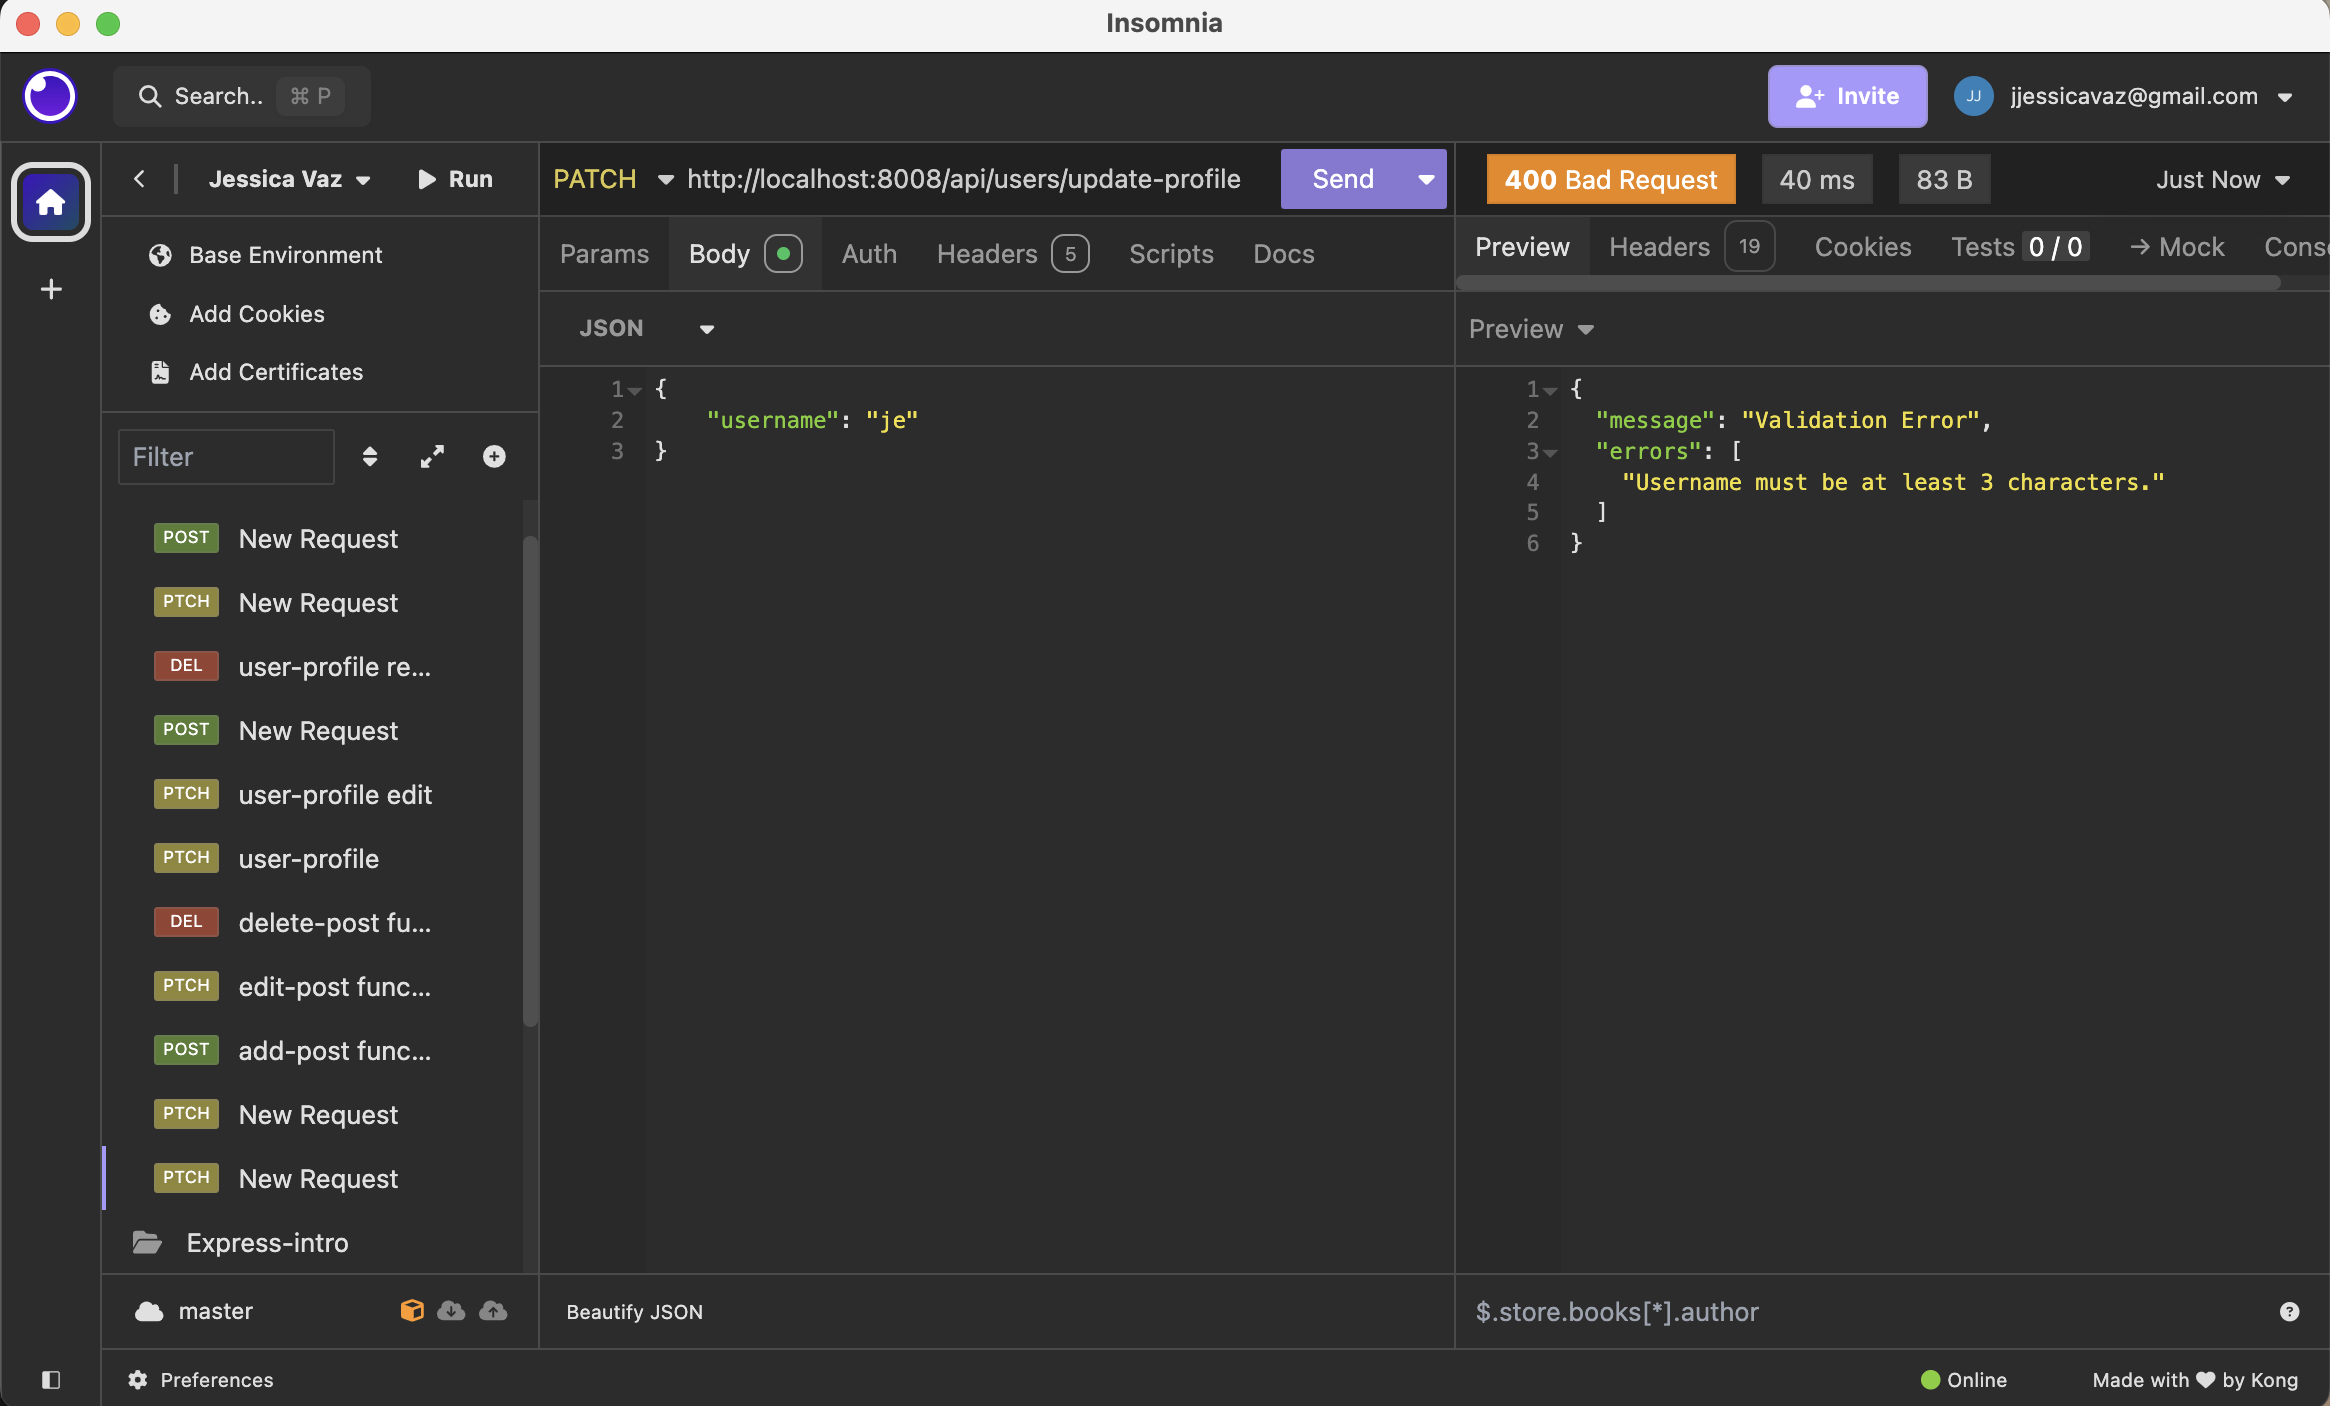 Insomnia
Search.. ⌘ P
Invite
JJ jjessicavaz@gmail.com
Jessica Vaz Run
Base Environment
Add Cookies
Add Certificates
Filter
POST New Request
PTCH New Request
DEL user-profile re...
POST New Request
PTCH user-profile edit
PTCH user-profile
DEL delete-post fu...
PTCH edit-post func...
POST add-post func...
PTCH New Request
PTCH New Request
Express-intro
master
Preferences
PATCH http://localhost:8008/api/users/update-profile Send
Params Body Auth Headers 5 Scripts Docs
JSON
1 {
2 "username": "je"
3 }
Beautify JSON
400 Bad Request 40 ms 83 B Just Now
Preview Headers 19 Cookies Tests 0 / 0 → Mock Cons
Preview
1 {
2 "message": "Validation Error",
3 "errors": [
4 "Username must be at least 3 characters."
5 ]
6 }
$.store.books[*].author ?
Online Made with ♥ by Kong